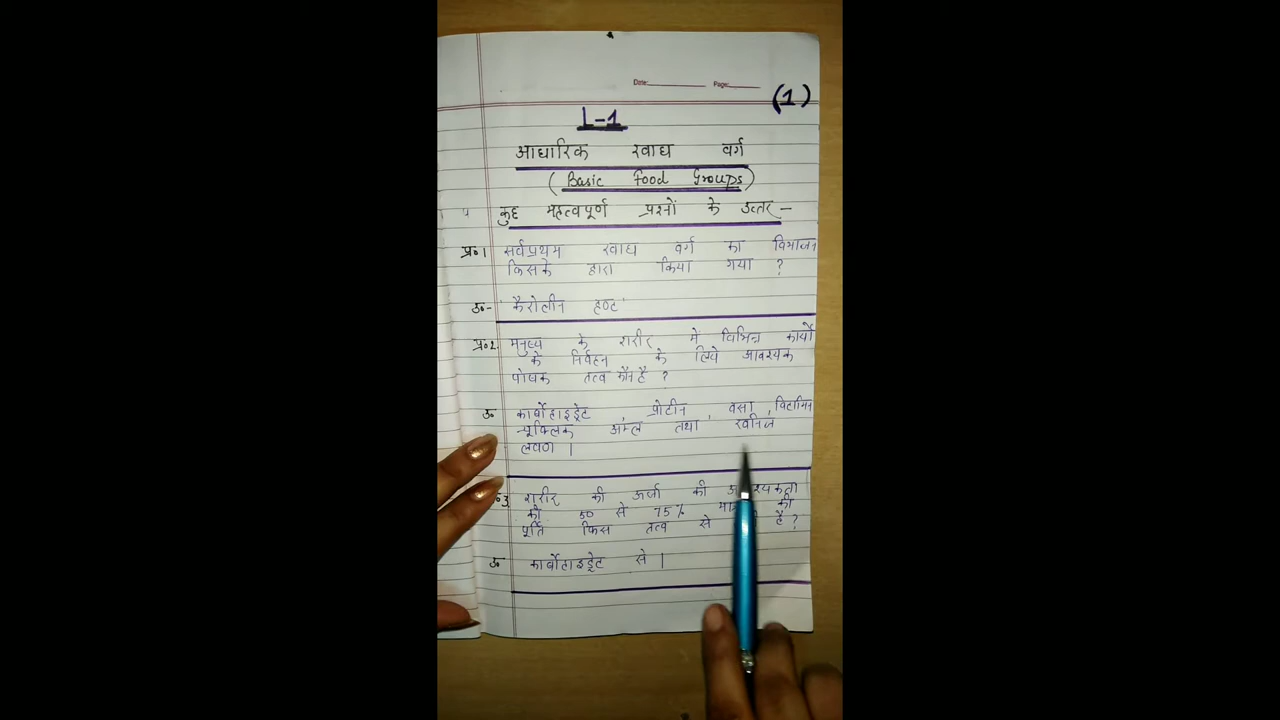 Date: Page:
(1)
L-1
आधारिक खाद्य वर्ग
(Basic Food Groups)
कुछ महत्वपूर्ण प्रश्नों के उत्तर -
प्र०1 सर्वप्रथम खाद्य वर्ग का विभाजन
किसके द्वारा किया गया ?
उ०- 'कैरोलीन हण्ट'
प्र०2. मनुष्य के शरीर में विभिन्न कार्यों
के निर्वहन के लिये आवश्यक
पोषक तत्व कौन है ?
उ० कार्बोहाइड्रेट, प्रोटीन, वसा, विटामिन
न्यूक्लिक अम्ल तथा खनिज
लवण |
3 शरीर की ऊर्जा की
की 50 से 75% की
पूर्ति किस तत्व से है ?
उ० कार्बोहाइड्रेट से |